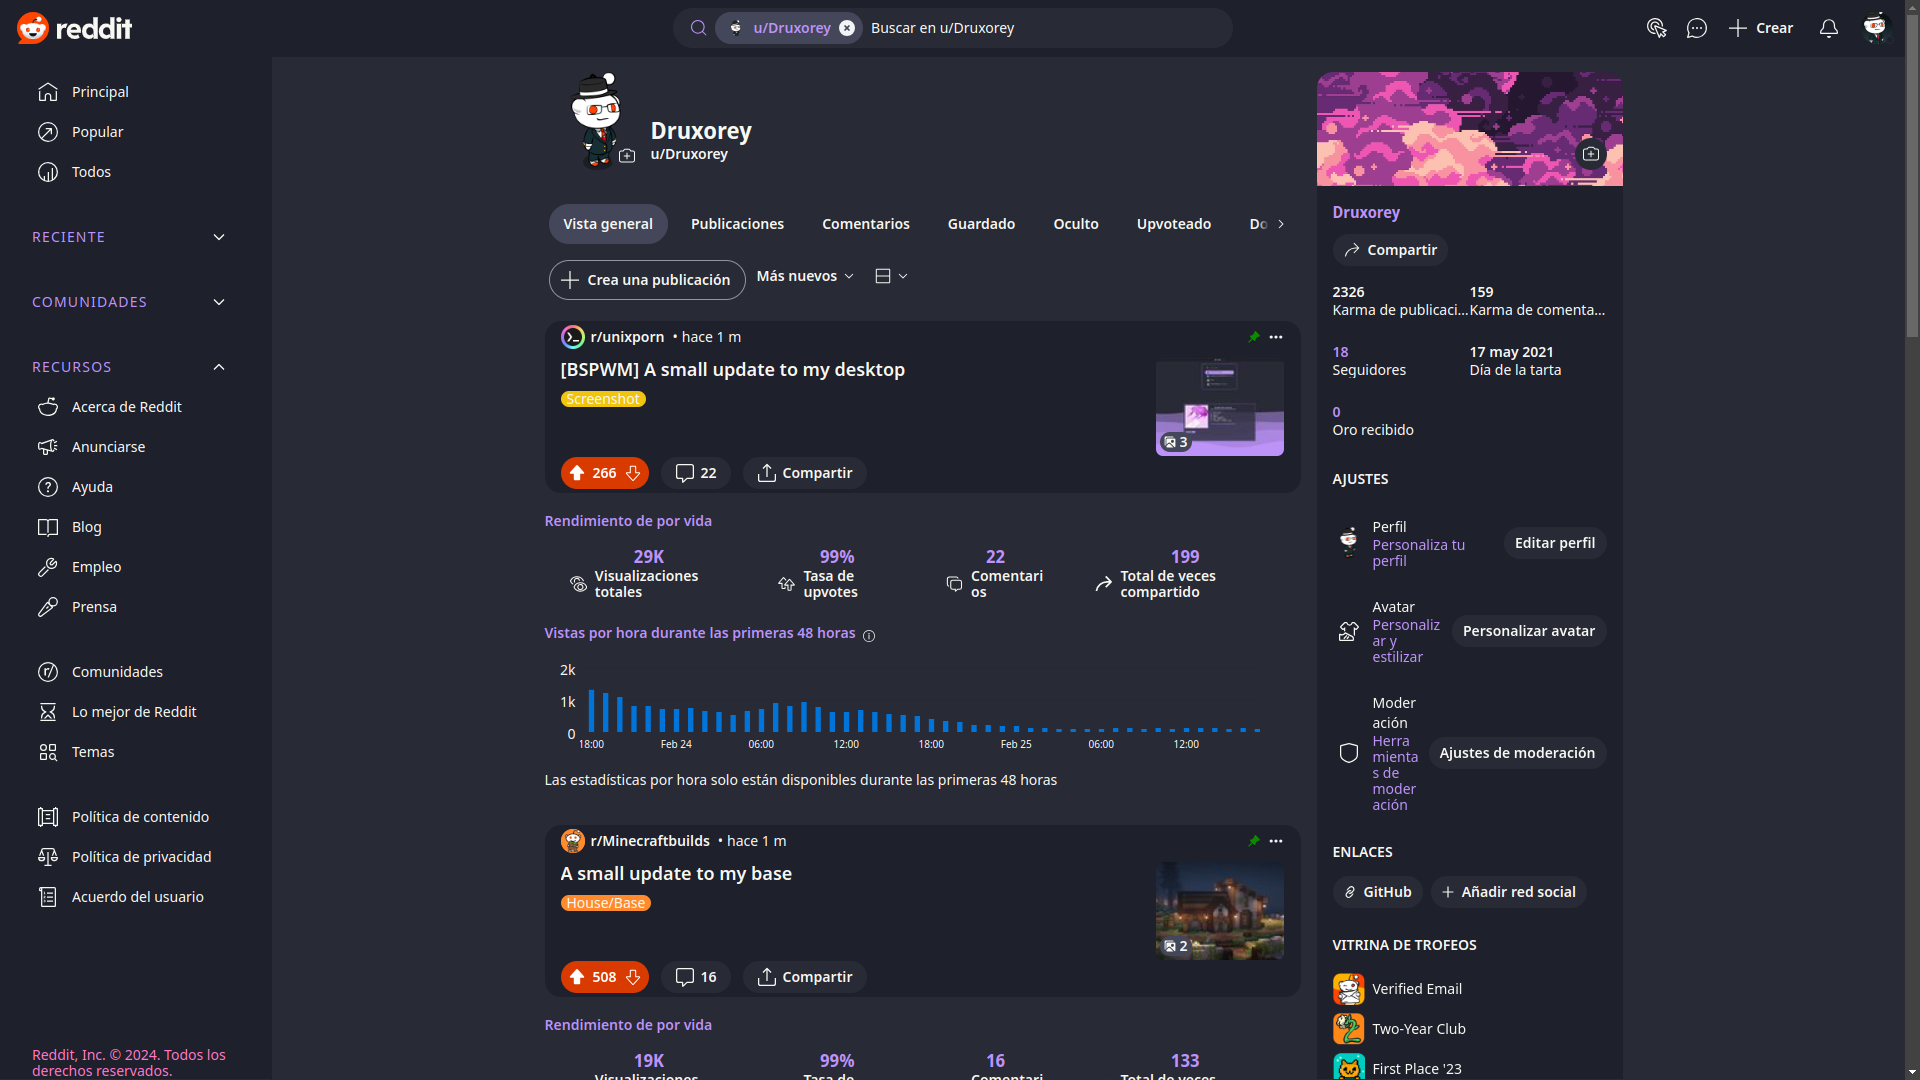 reddit
u/Druxorey
Buscar en u/Druxorey
Crear
Principal
Popular
Todos
RECIENTE
COMUNIDADES
RECURSOS
Acerca de Reddit
Anunciarse
Ayuda
Blog
Empleo
Prensa
Comunidades
Lo mejor de Reddit
Temas
Política de contenido
Política de privacidad
Acuerdo del usuario
Reddit, Inc. © 2024. Todos los
derechos reservados.
Druxorey
u/Druxorey
Vista general
Publicaciones
Comentarios
Guardado
Oculto
Upvoteado
Do
Crea una publicación
Más nuevos
r/unixporn • hace 1 m
[BSPWM] A small update to my desktop
Screenshot
3
266
22
Compartir
Rendimiento de por vida
29K
Visualizaciones
totales
99%
Tasa de
upvotes
22
Comentari
os
199
Total de veces
compartido
Vistas por hora durante las primeras 48 horas
2k
1k
0
18:00 Feb 24 06:00 12:00 18:00 Feb 25 06:00 12:00
Las estadísticas por hora solo están disponibles durante las primeras 48 horas
r/Minecraftbuilds • hace 1 m
A small update to my base
House/Base
2
508
16
Compartir
Rendimiento de por vida
19K
Visualizaciones
99%
Tasa de
16
Comentari
133
Total de veces
Druxorey
Compartir
2326
Karma de publicaci...
159
Karma de comenta...
18
Seguidores
17 may 2021
Día de la tarta
0
Oro recibido
AJUSTES
Perfil
Personaliza tu
perfil
Editar perfil
Avatar
Personaliz
ar y
estilizar
Personalizar avatar
Moder
ación
Herra
mienta
s de
moder
ación
Ajustes de moderación
ENLACES
GitHub
Añadir red social
VITRINA DE TROFEOS
Verified Email
Two-Year Club
First Place '23